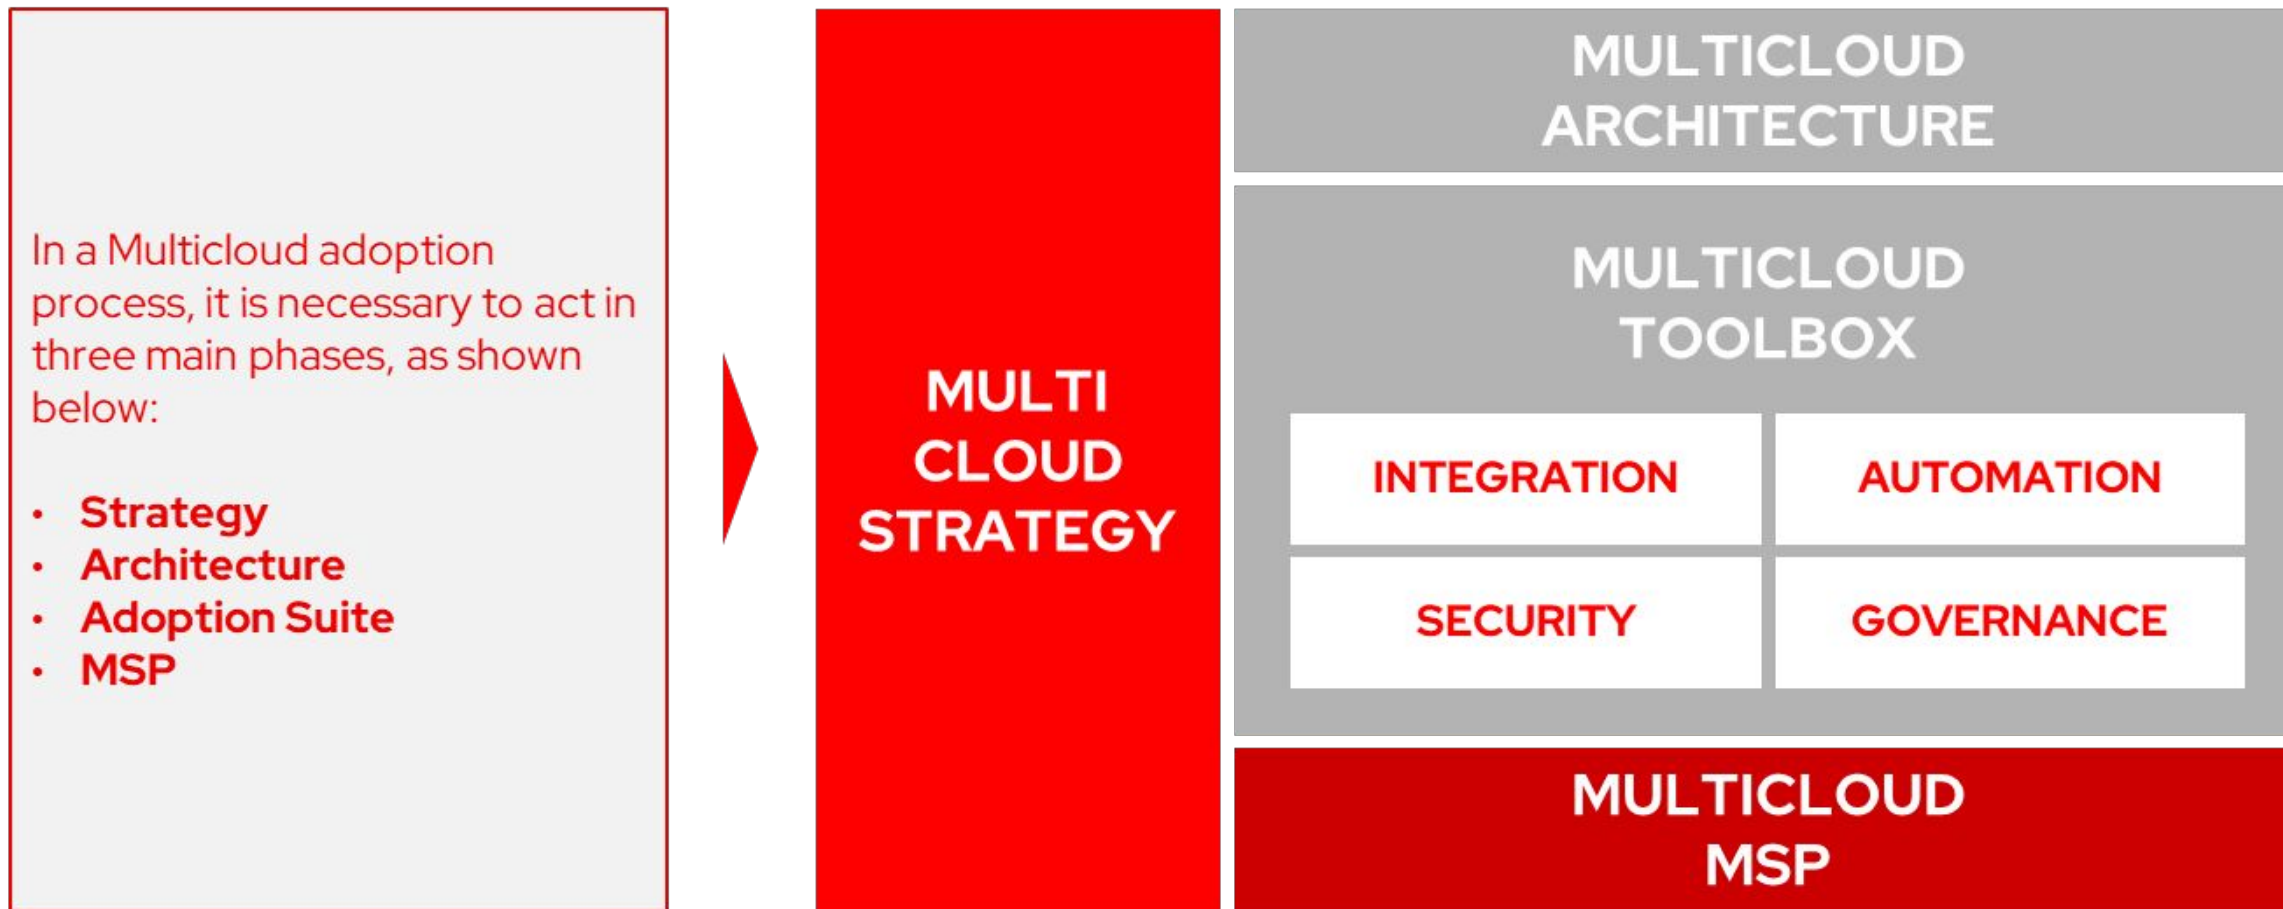 In a Multicloud adoption
process, it is necessary to act in
three main phases, as shown
below:
• Strategy
• Architecture
• Adoption Suite
• MSP
MULTI
CLOUD
STRATEGY
MULTICLOUD
ARCHITECTURE
MULTICLOUD
TOOLBOX
INTEGRATION
AUTOMATION
SECURITY
GOVERNANCE
MULTICLOUD
MSP